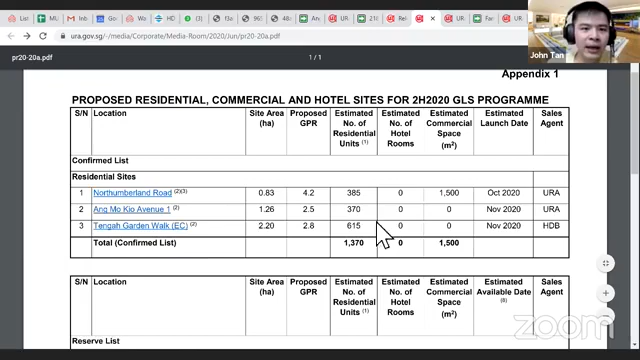 f3a
965
48a
An
218
Rel
ura.gov.sg/-/media/Corporate/Media-Room/2020/Jun/pr20-20a.pdf
pr20-20a.pdf
1 / 1
John Tan
Appendix 1
PROPOSED RESIDENTIAL, COMMERCIAL AND HOTEL SITES FOR 2H2020 GLS PROGRAMME
S/N Location Site Area (ha) Proposed GPR Estimated No. of Residential Units (1) Estimated No. of Hotel Rooms Estimated Commercial Space (m2) Estimated Launch Date Sales Agent
Confirmed List
Residential Sites
1 Northumberland Road (2)(3) 0.83 4.2 385 0 1,500 Oct 2020 URA
2 Ang Mo Kio Avenue 1 (2) 1.26 2.5 370 0 0 Nov 2020 URA
3 Tengah Garden Walk (EC) (2) 2.20 2.8 615 0 0 Nov 2020 HDB
Total (Confirmed List) 1,370 0 1,500
S/N Location Site Area (ha) Proposed GPR Estimated No. of Residential Units (1) Estimated No. of Hotel Rooms Estimated Commercial Space (m2) Estimated Available Date (8) Sales Agent
Reserve List
zoom